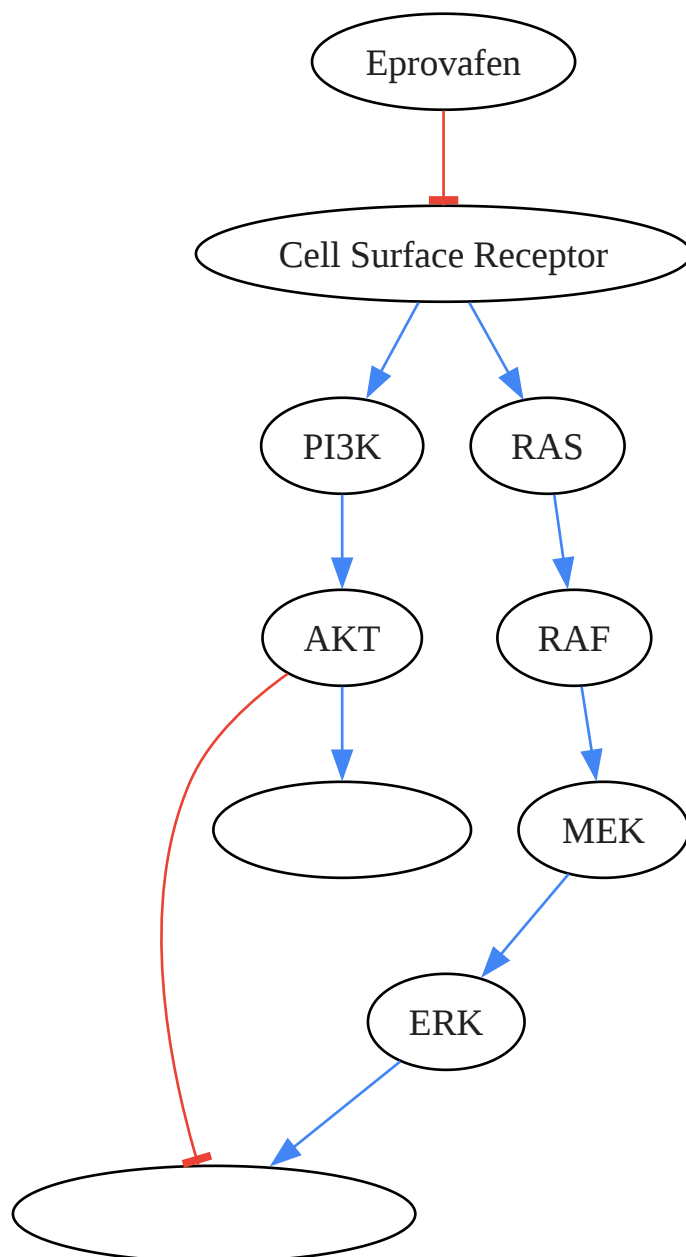 Eprovafen
Cell Surface Receptor
PI3K
RAS
AKT
RAF
MEK
ERK